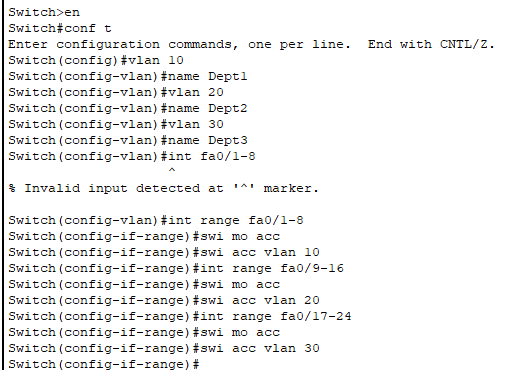 Switch>en
Switch#conf t
Enter configuration commands, one per line.  End with CNTL/Z.
Switch(config)#vlan 10
Switch(config-vlan)#name Dept1
Switch(config-vlan)#vlan 20
Switch(config-vlan)#name Dept2
Switch(config-vlan)#vlan 30
Switch(config-vlan)#name Dept3
Switch(config-vlan)#int fa0/1-8
                    ^
% Invalid input detected at '^' marker.

Switch(config-vlan)#int range fa0/1-8
Switch(config-if-range)#swi mo acc
Switch(config-if-range)#swi acc vlan 10
Switch(config-if-range)#int range fa0/9-16
Switch(config-if-range)#swi mo acc
Switch(config-if-range)#swi acc vlan 20
Switch(config-if-range)#int range fa0/17-24
Switch(config-if-range)#swi mo acc
Switch(config-if-range)#swi acc vlan 30
Switch(config-if-range)#